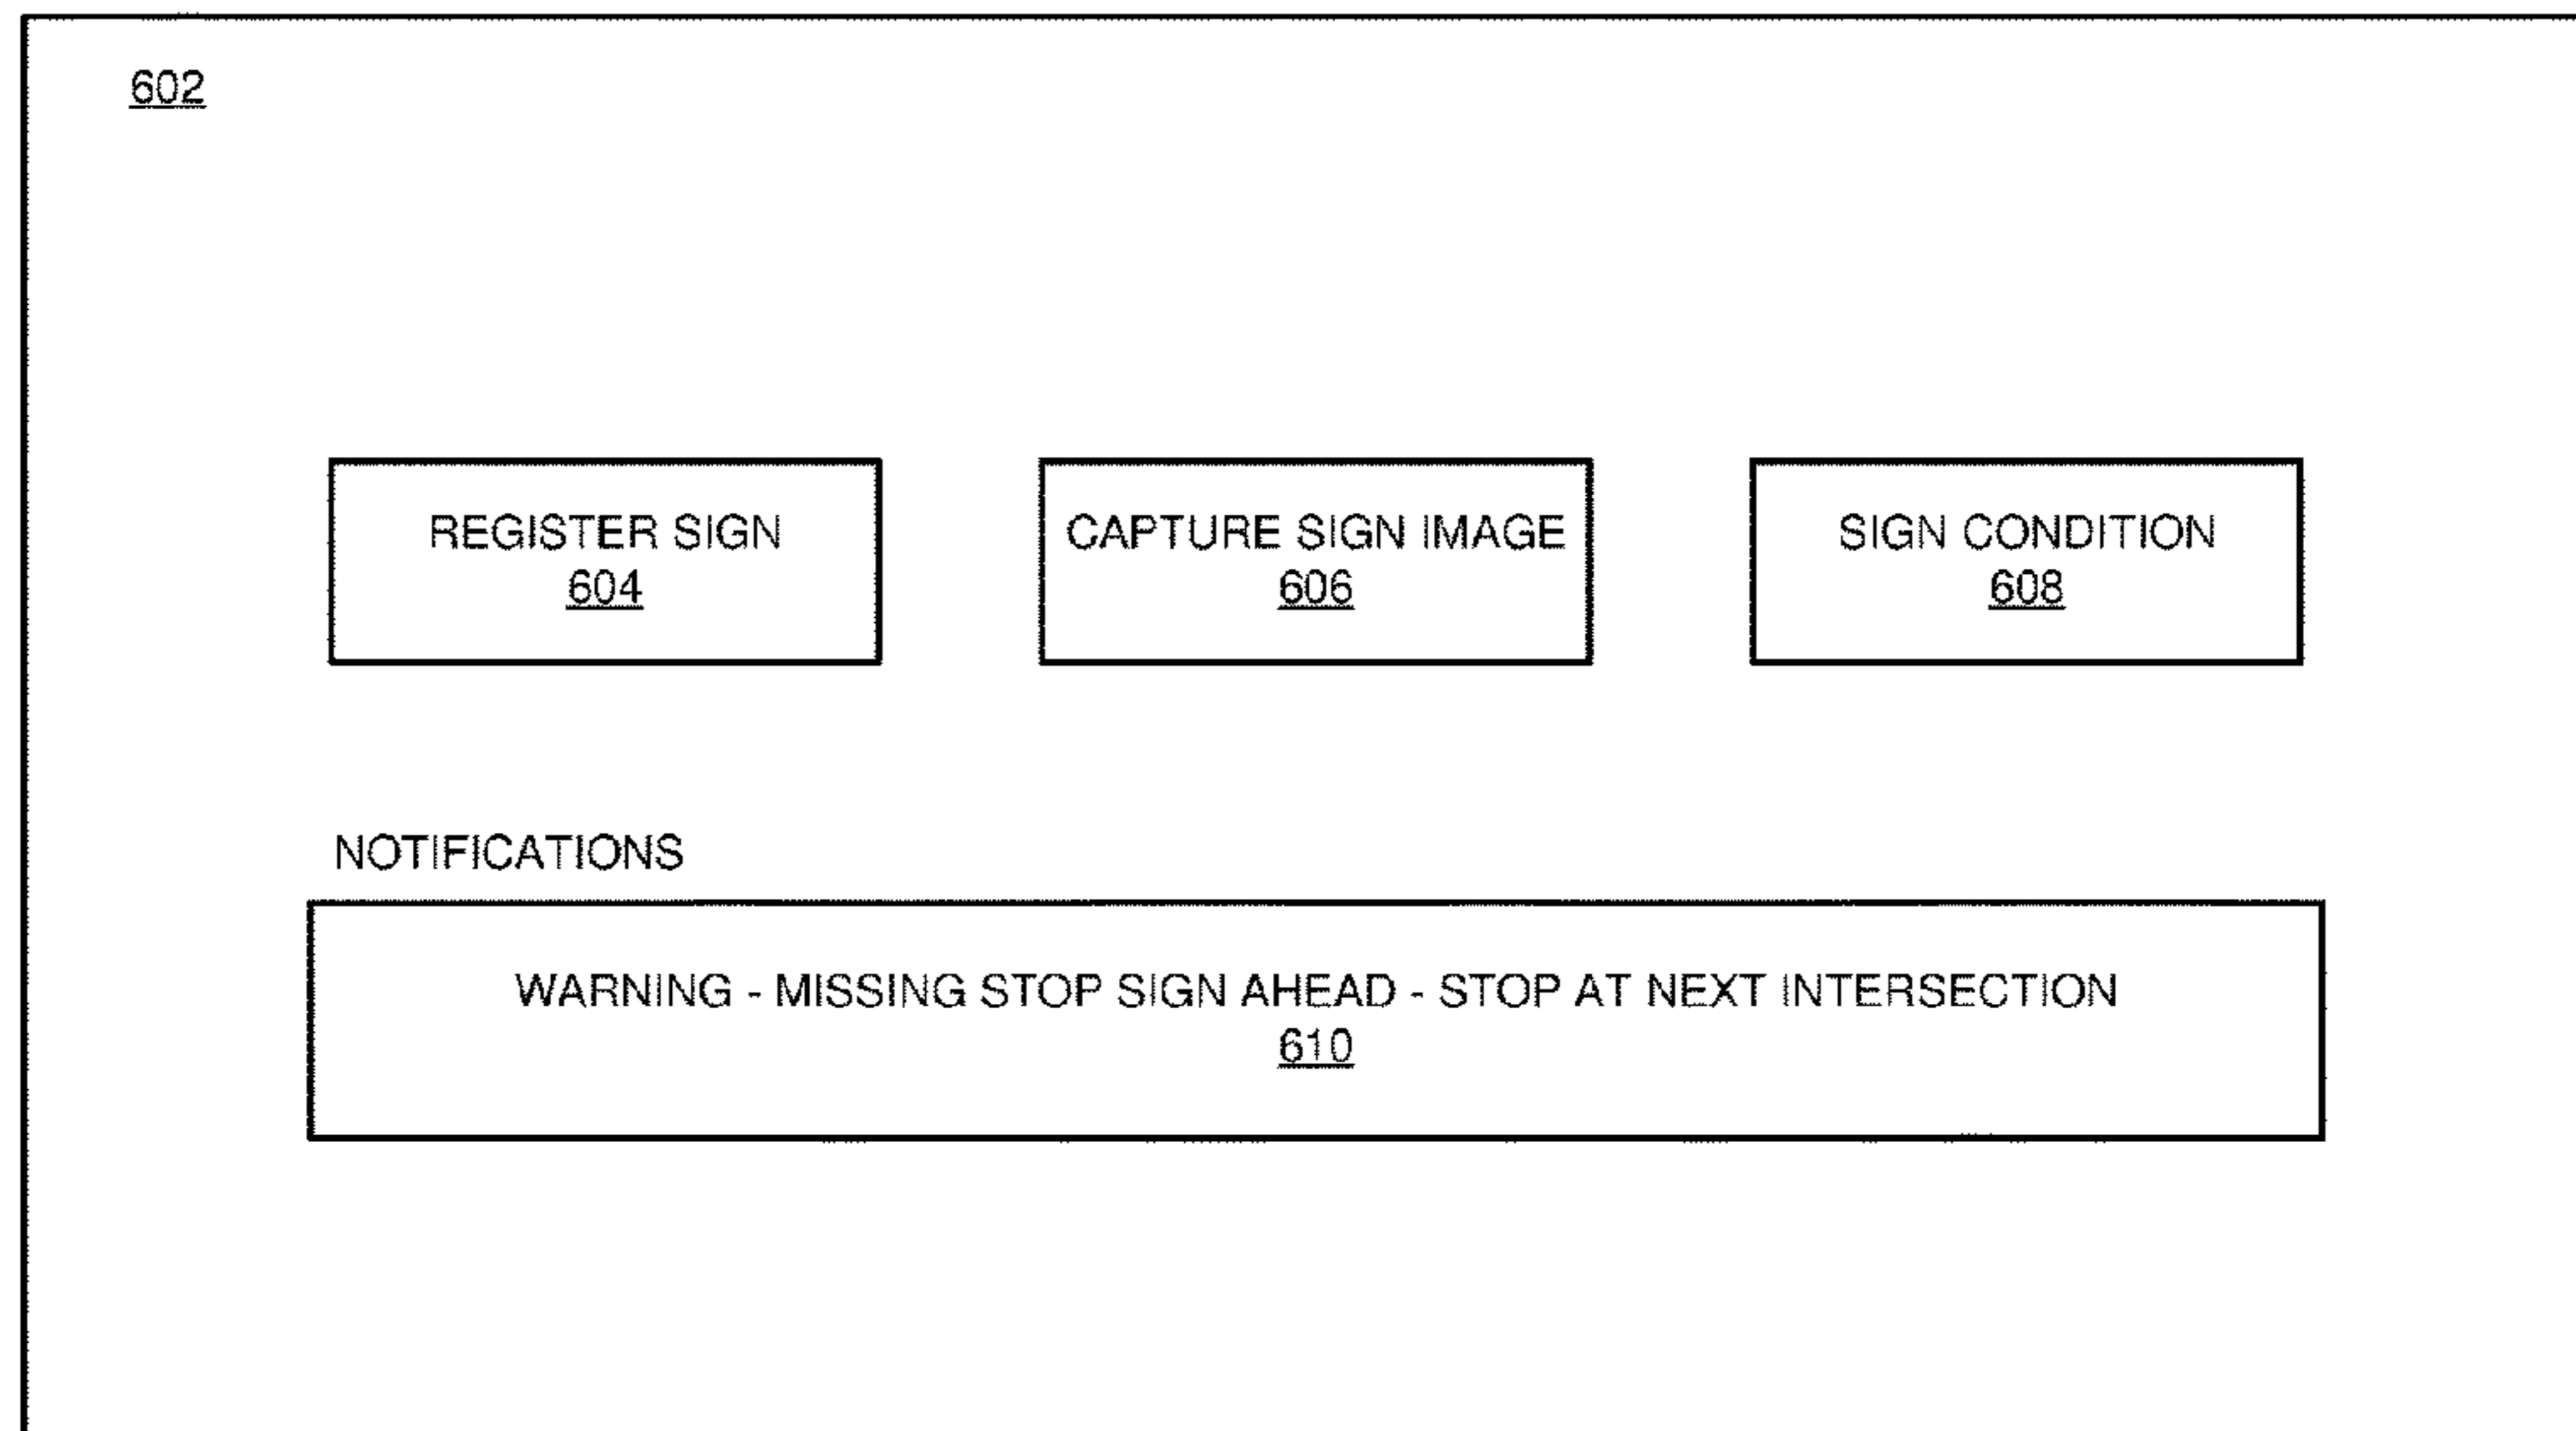 602
REGISTER SIGN
604
CAPTURE SIGN IMAGE
606
SIGN CONDITION
608
NOTIFICATIONS
WARNING - MISSING STOP SIGN AHEAD - STOP AT NEXT INTERSECTION
610